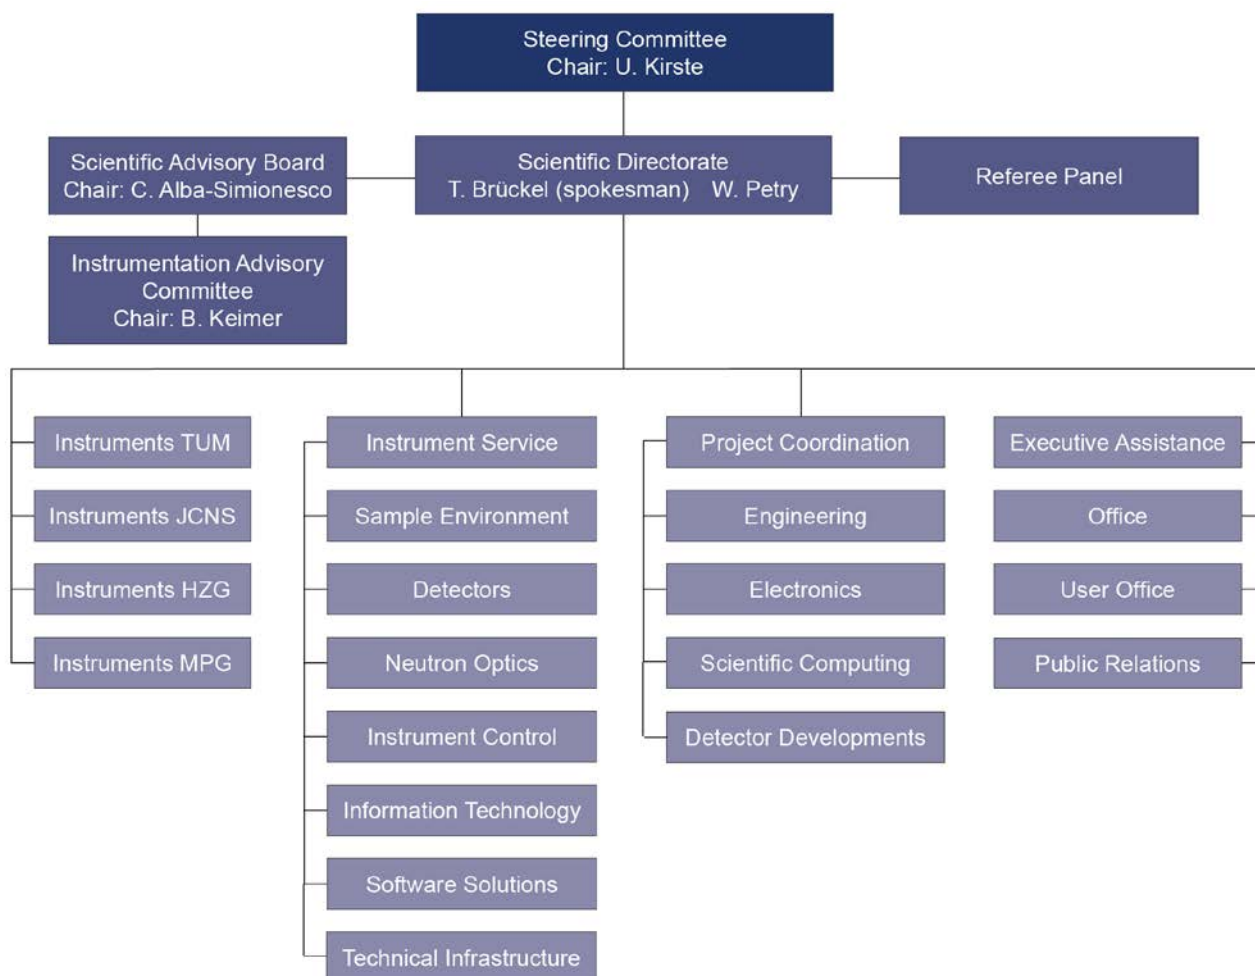 Steering Committee
Chair: U. Kirste
Scientific Advisory Board
Chair: C. Alba-Simionesco
Scientific Directorate
T. Brückel (spokesman) W. Petry
Referee Panel
Instrumentation Advisory
Committee
Chair: B. Keimer
Instruments TUM
Instruments JCNS
Instruments HZG
Instruments MPG
Instrument Service
Sample Environment
Detectors
Neutron Optics
Instrument Control
Information Technology
Software Solutions
Technical Infrastructure
Project Coordination
Engineering
Electronics
Scientific Computing
Detector Developments
Executive Assistance
Office
User Office
Public Relations